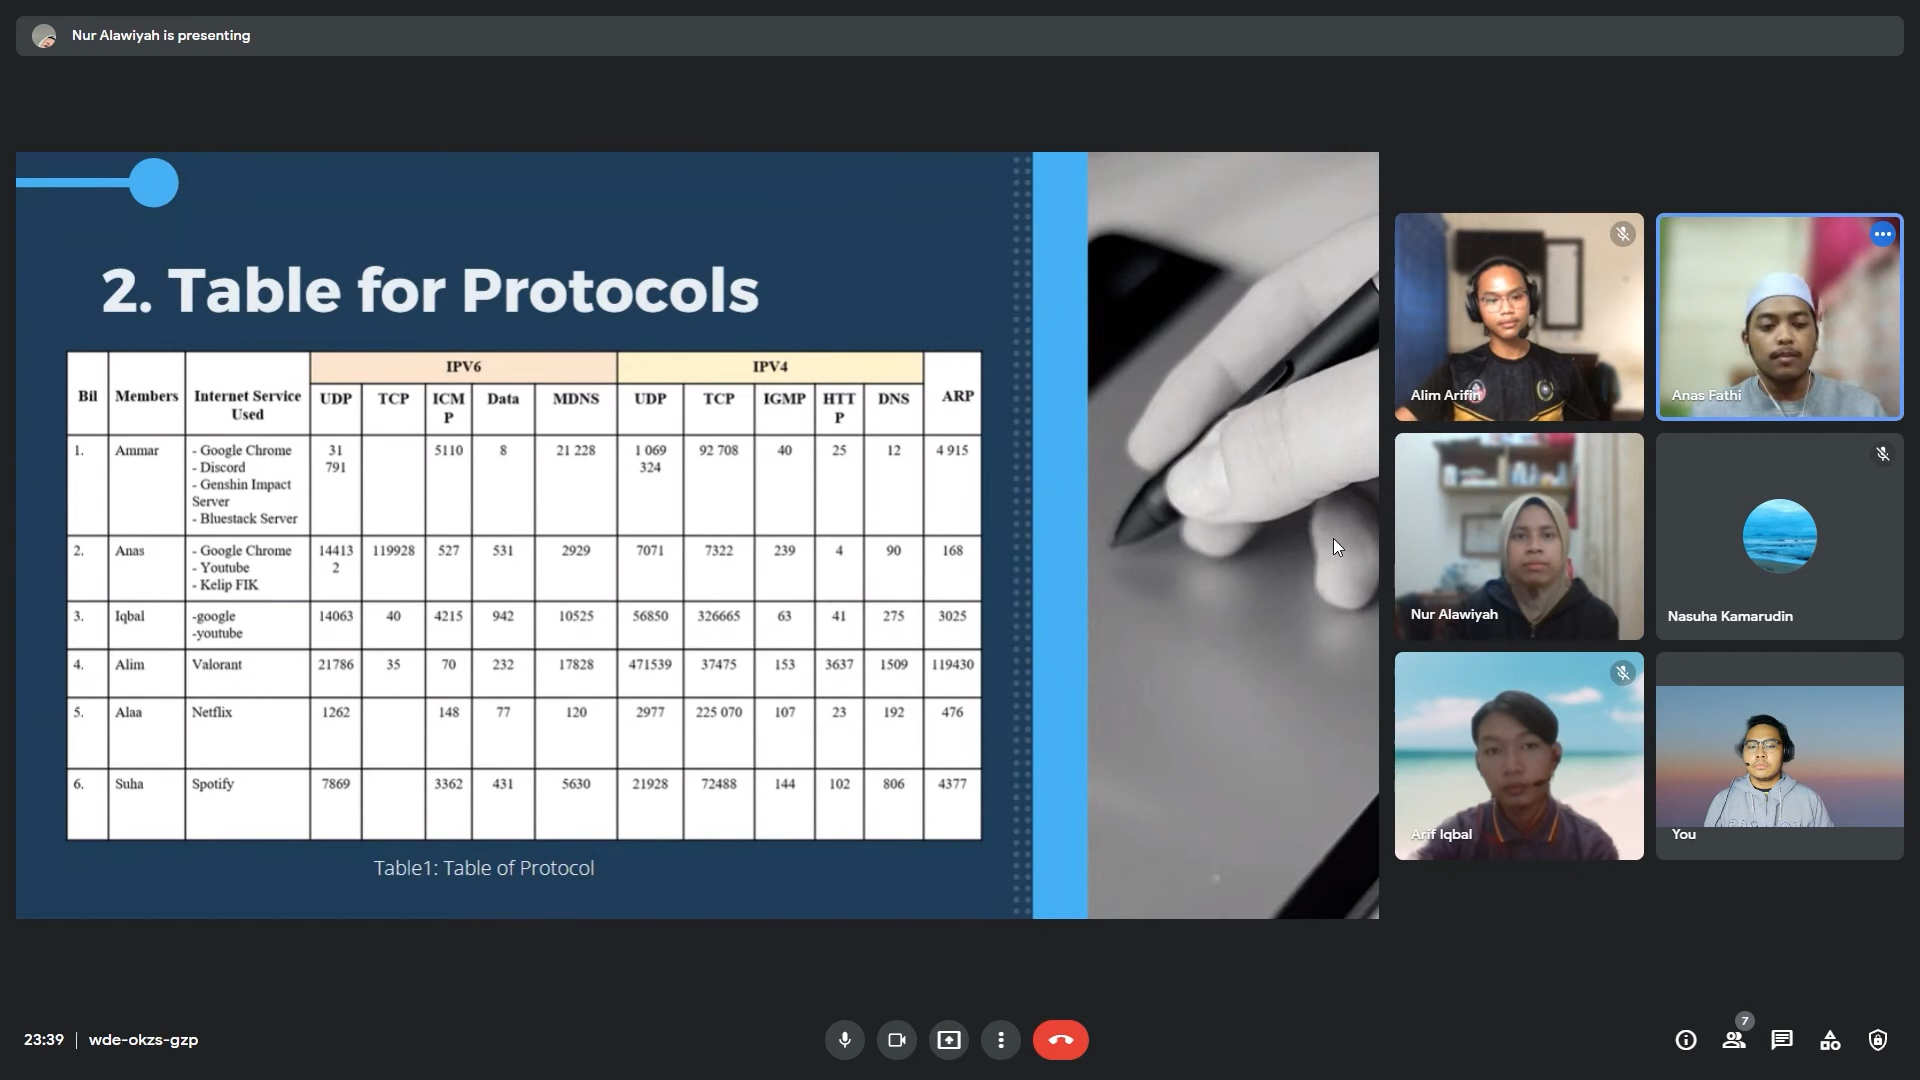 Nur Alawiyah is presenting
2. Table for Protocols
Bil Members Internet Service Used IPV6 IPV4 ARP
UDP TCP ICMP Data MDNS UDP TCP IGMP HTTP DNS
1. Ammar - Google Chrome 31 791 5110 8 21 228 1 069 324 92 708 40 25 12 4 915
- Discord
- Genshin Impact
Server
- Bluestack Server
2. Anas - Google Chrome 144132 119928 527 531 2929 7071 7322 239 4 90 168
- Youtube
- Kelip FIK
3. Iqbal -google 14063 40 4215 942 10525 56850 326665 63 41 275 3025
-youtube
4. Alim Valorant 21786 35 70 232 17828 471539 37475 153 3637 1509 119430
5. Alaa Netflix 1262 148 77 120 2977 225 070 107 23 192 476
6. Suha Spotify 7869 3362 431 5630 21928 72488 144 102 806 4377
Table1: Table of Protocol
Alim Arifin
Anas Fathi
Nur Alawiyah
Nasuha Kamarudin
Arif Iqbal
You
23:39 | wde-okzs-gzp
7